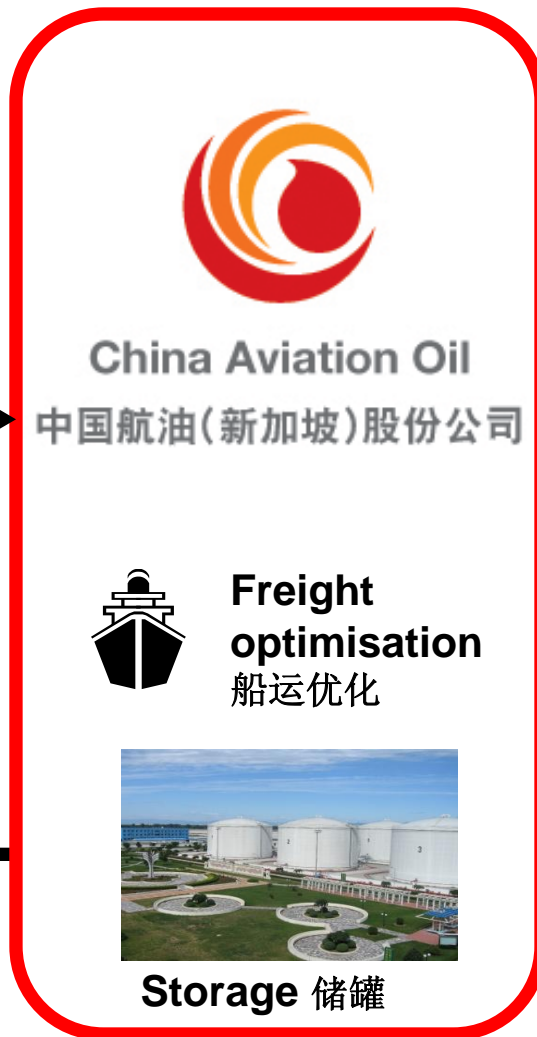 China Aviation Oil
中国航油(新加坡)股份公司
Freight
optimisation
船运优化
Storage 储罐